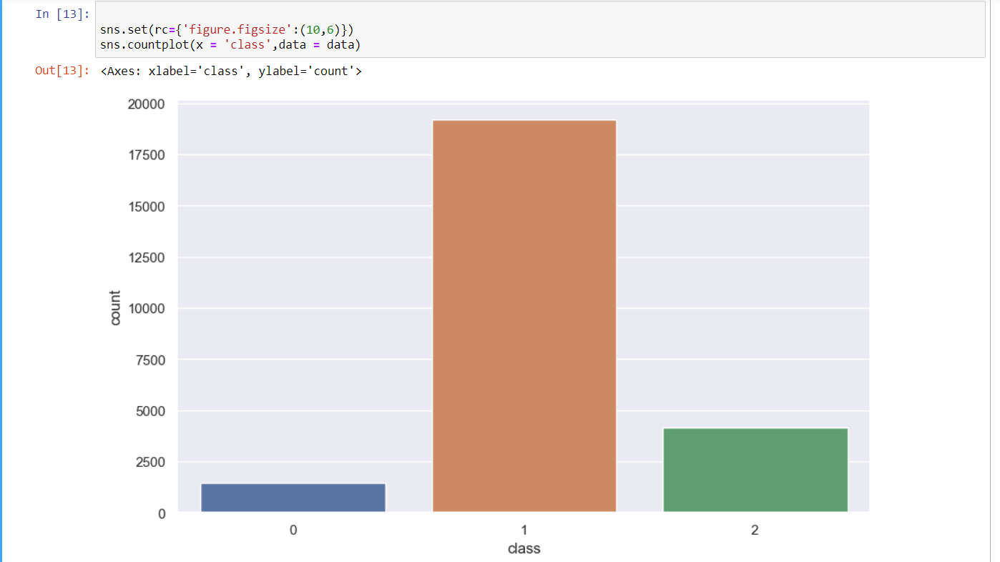 In [13]:
sns.set(rc={'figure.figsize':(10,6)})
sns.countplot(x = 'class',data = data)
Out[13]: <Axes: xlabel='class', ylabel='count'>
20000
17500
15000
12500
10000
7500
5000
2500
0
count
0 1 2
class